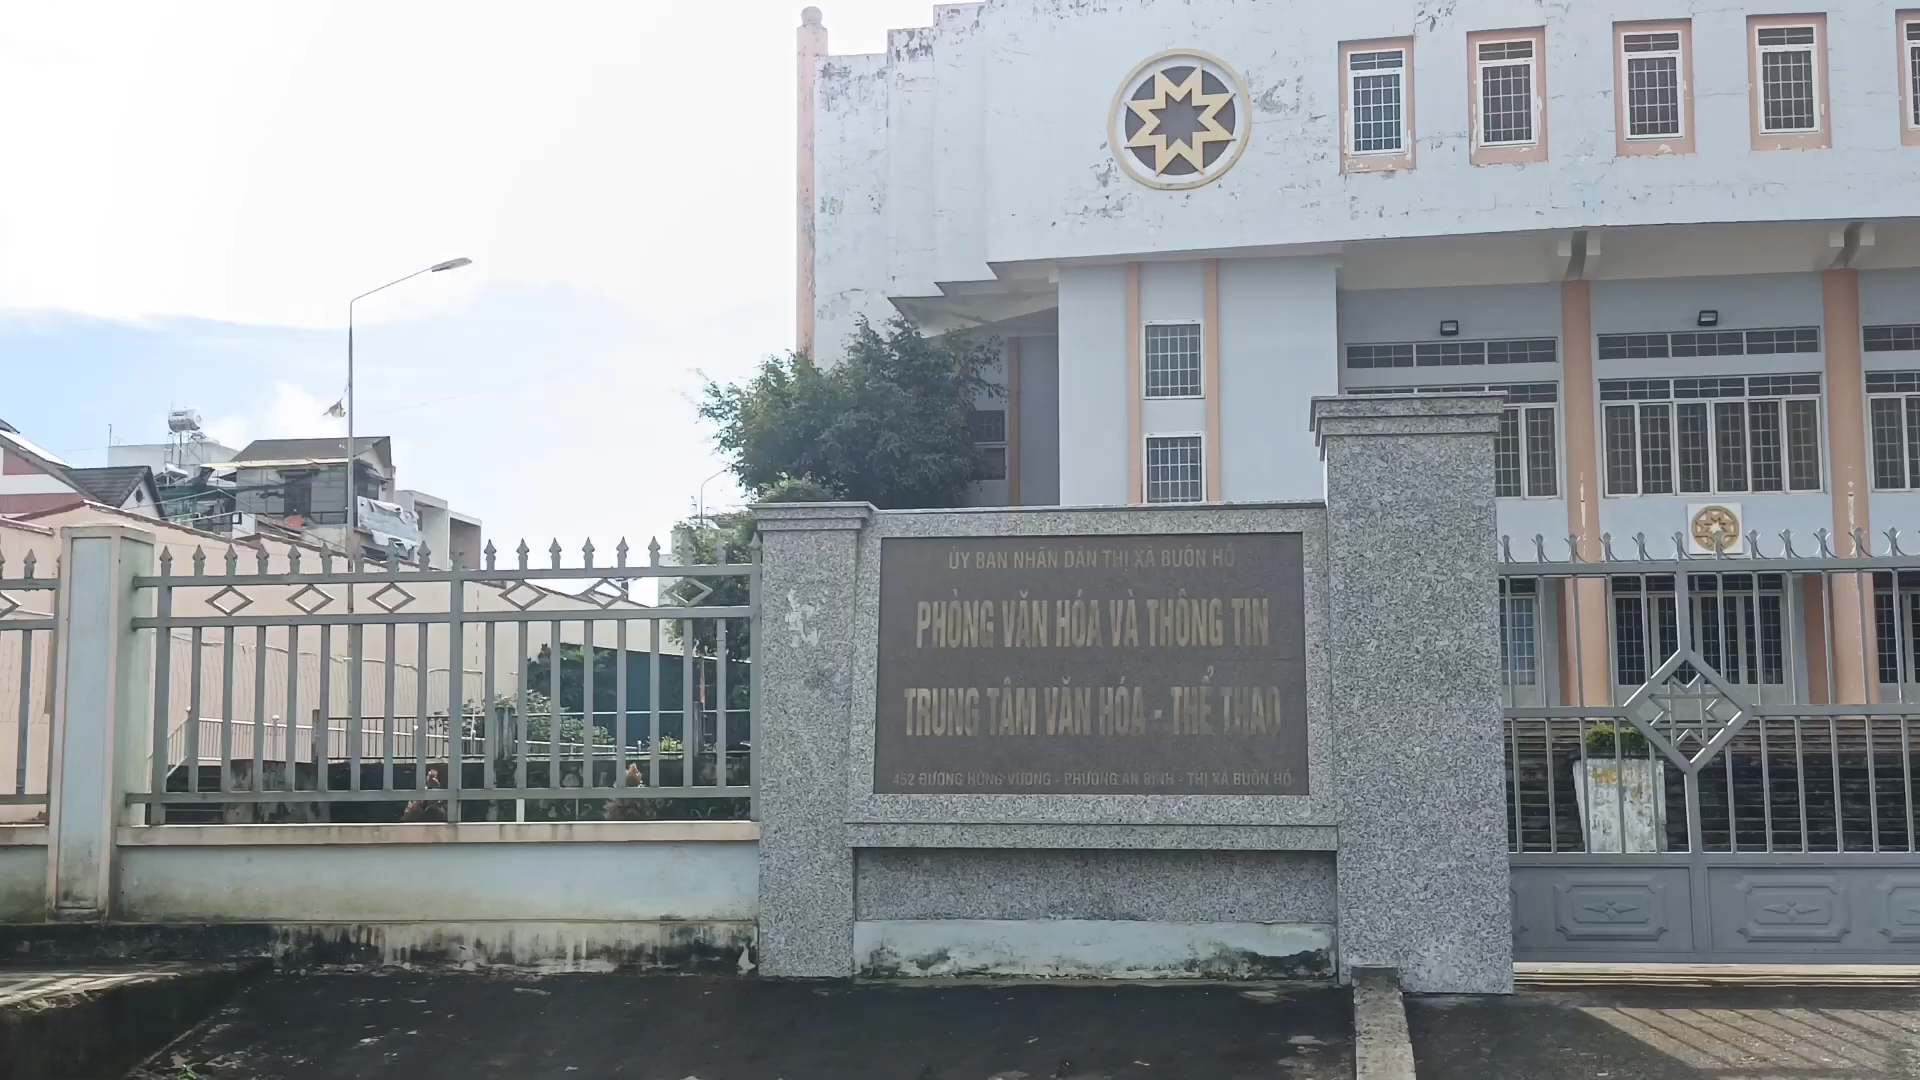 ỦY BAN NHÂN DÂN THỊ XÃ BUÔN HỒ
PHÒNG VĂN HÓA VÀ THÔNG TIN
TRUNG TÂM VĂN HÓA - THỂ THAO
452 ĐƯỜNG HÙNG VƯƠNG - PHƯỜNG AN BÌNH - THỊ XÃ BUÔN HỒ